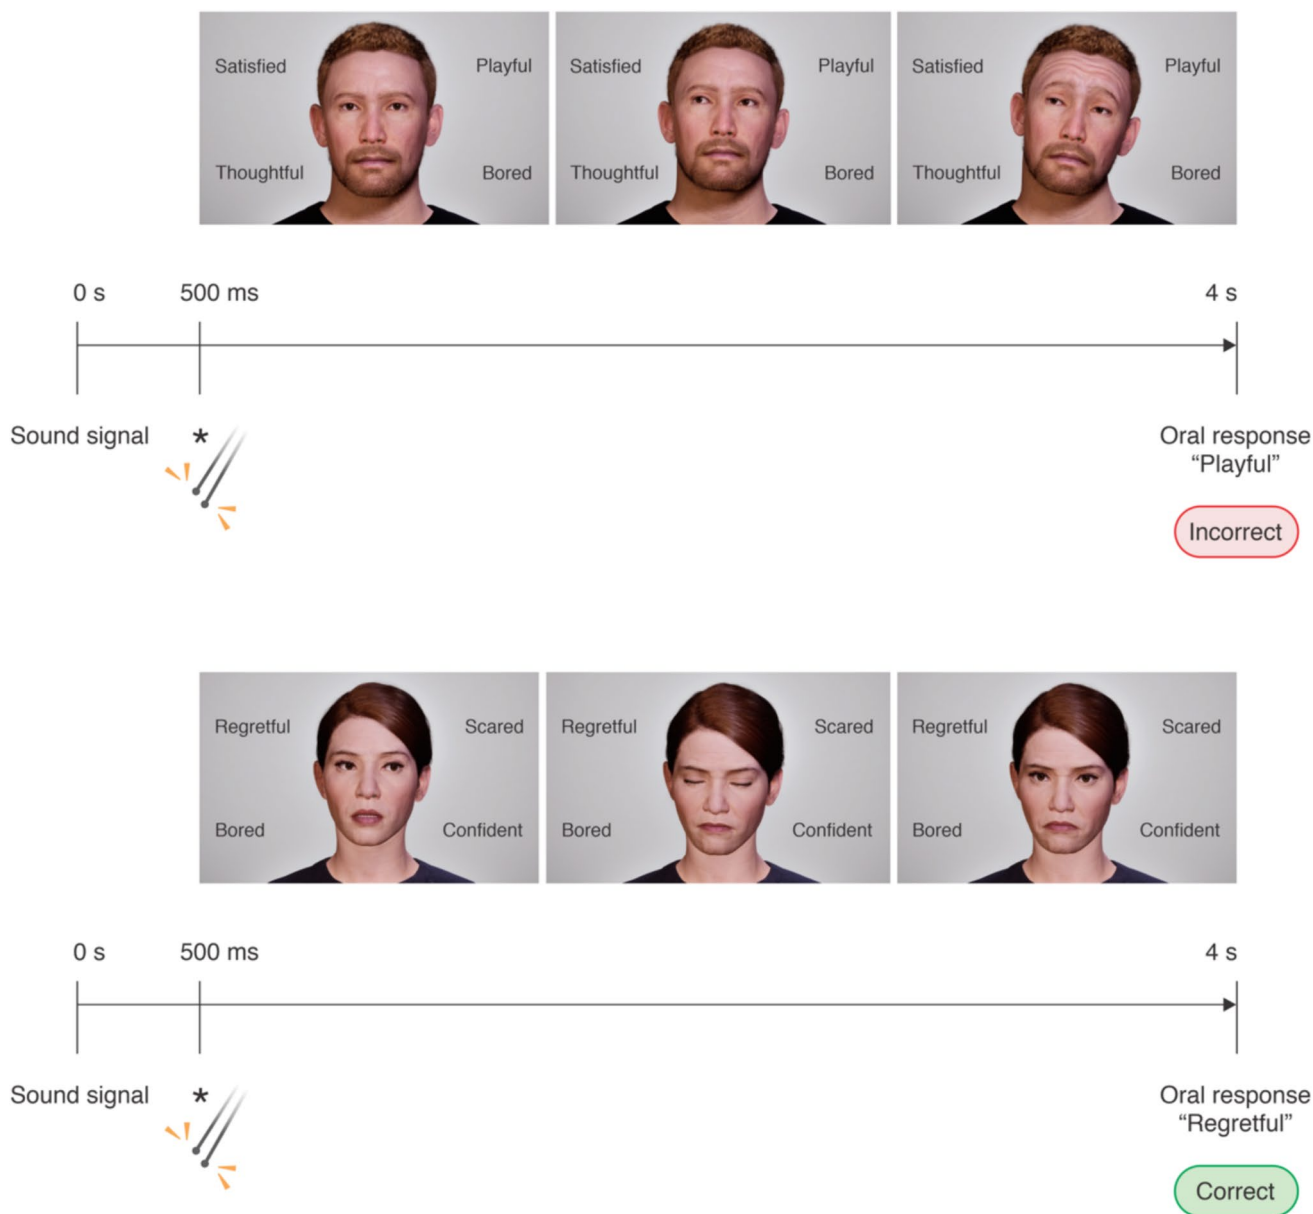 Satisfied Playful Satisfied Playful Satisfied Playful
Thoughtful Bored Thoughtful Bored Thoughtful Bored
0 s 500 ms 4 s
Sound signal * Oral response
“Playful”
Incorrect
Regretful Scared Regretful Scared Regretful Scared
Bored Confident Bored Confident Bored Confident
0 s 500 ms 4 s
Sound signal * Oral response
“Regretful”
Correct